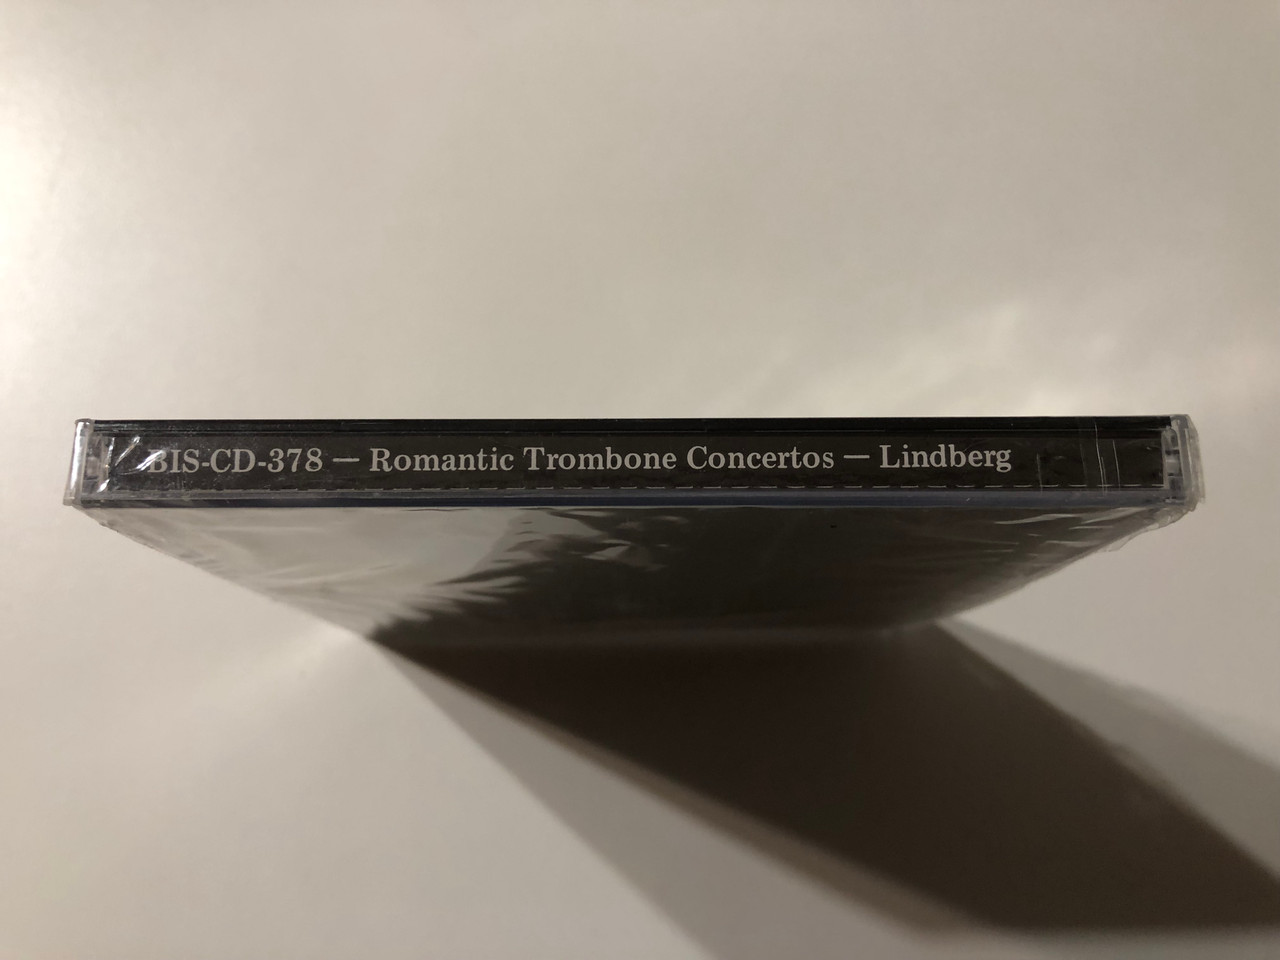 BIS-CD-378 — Romantic Trombone Concertos — Lindberg